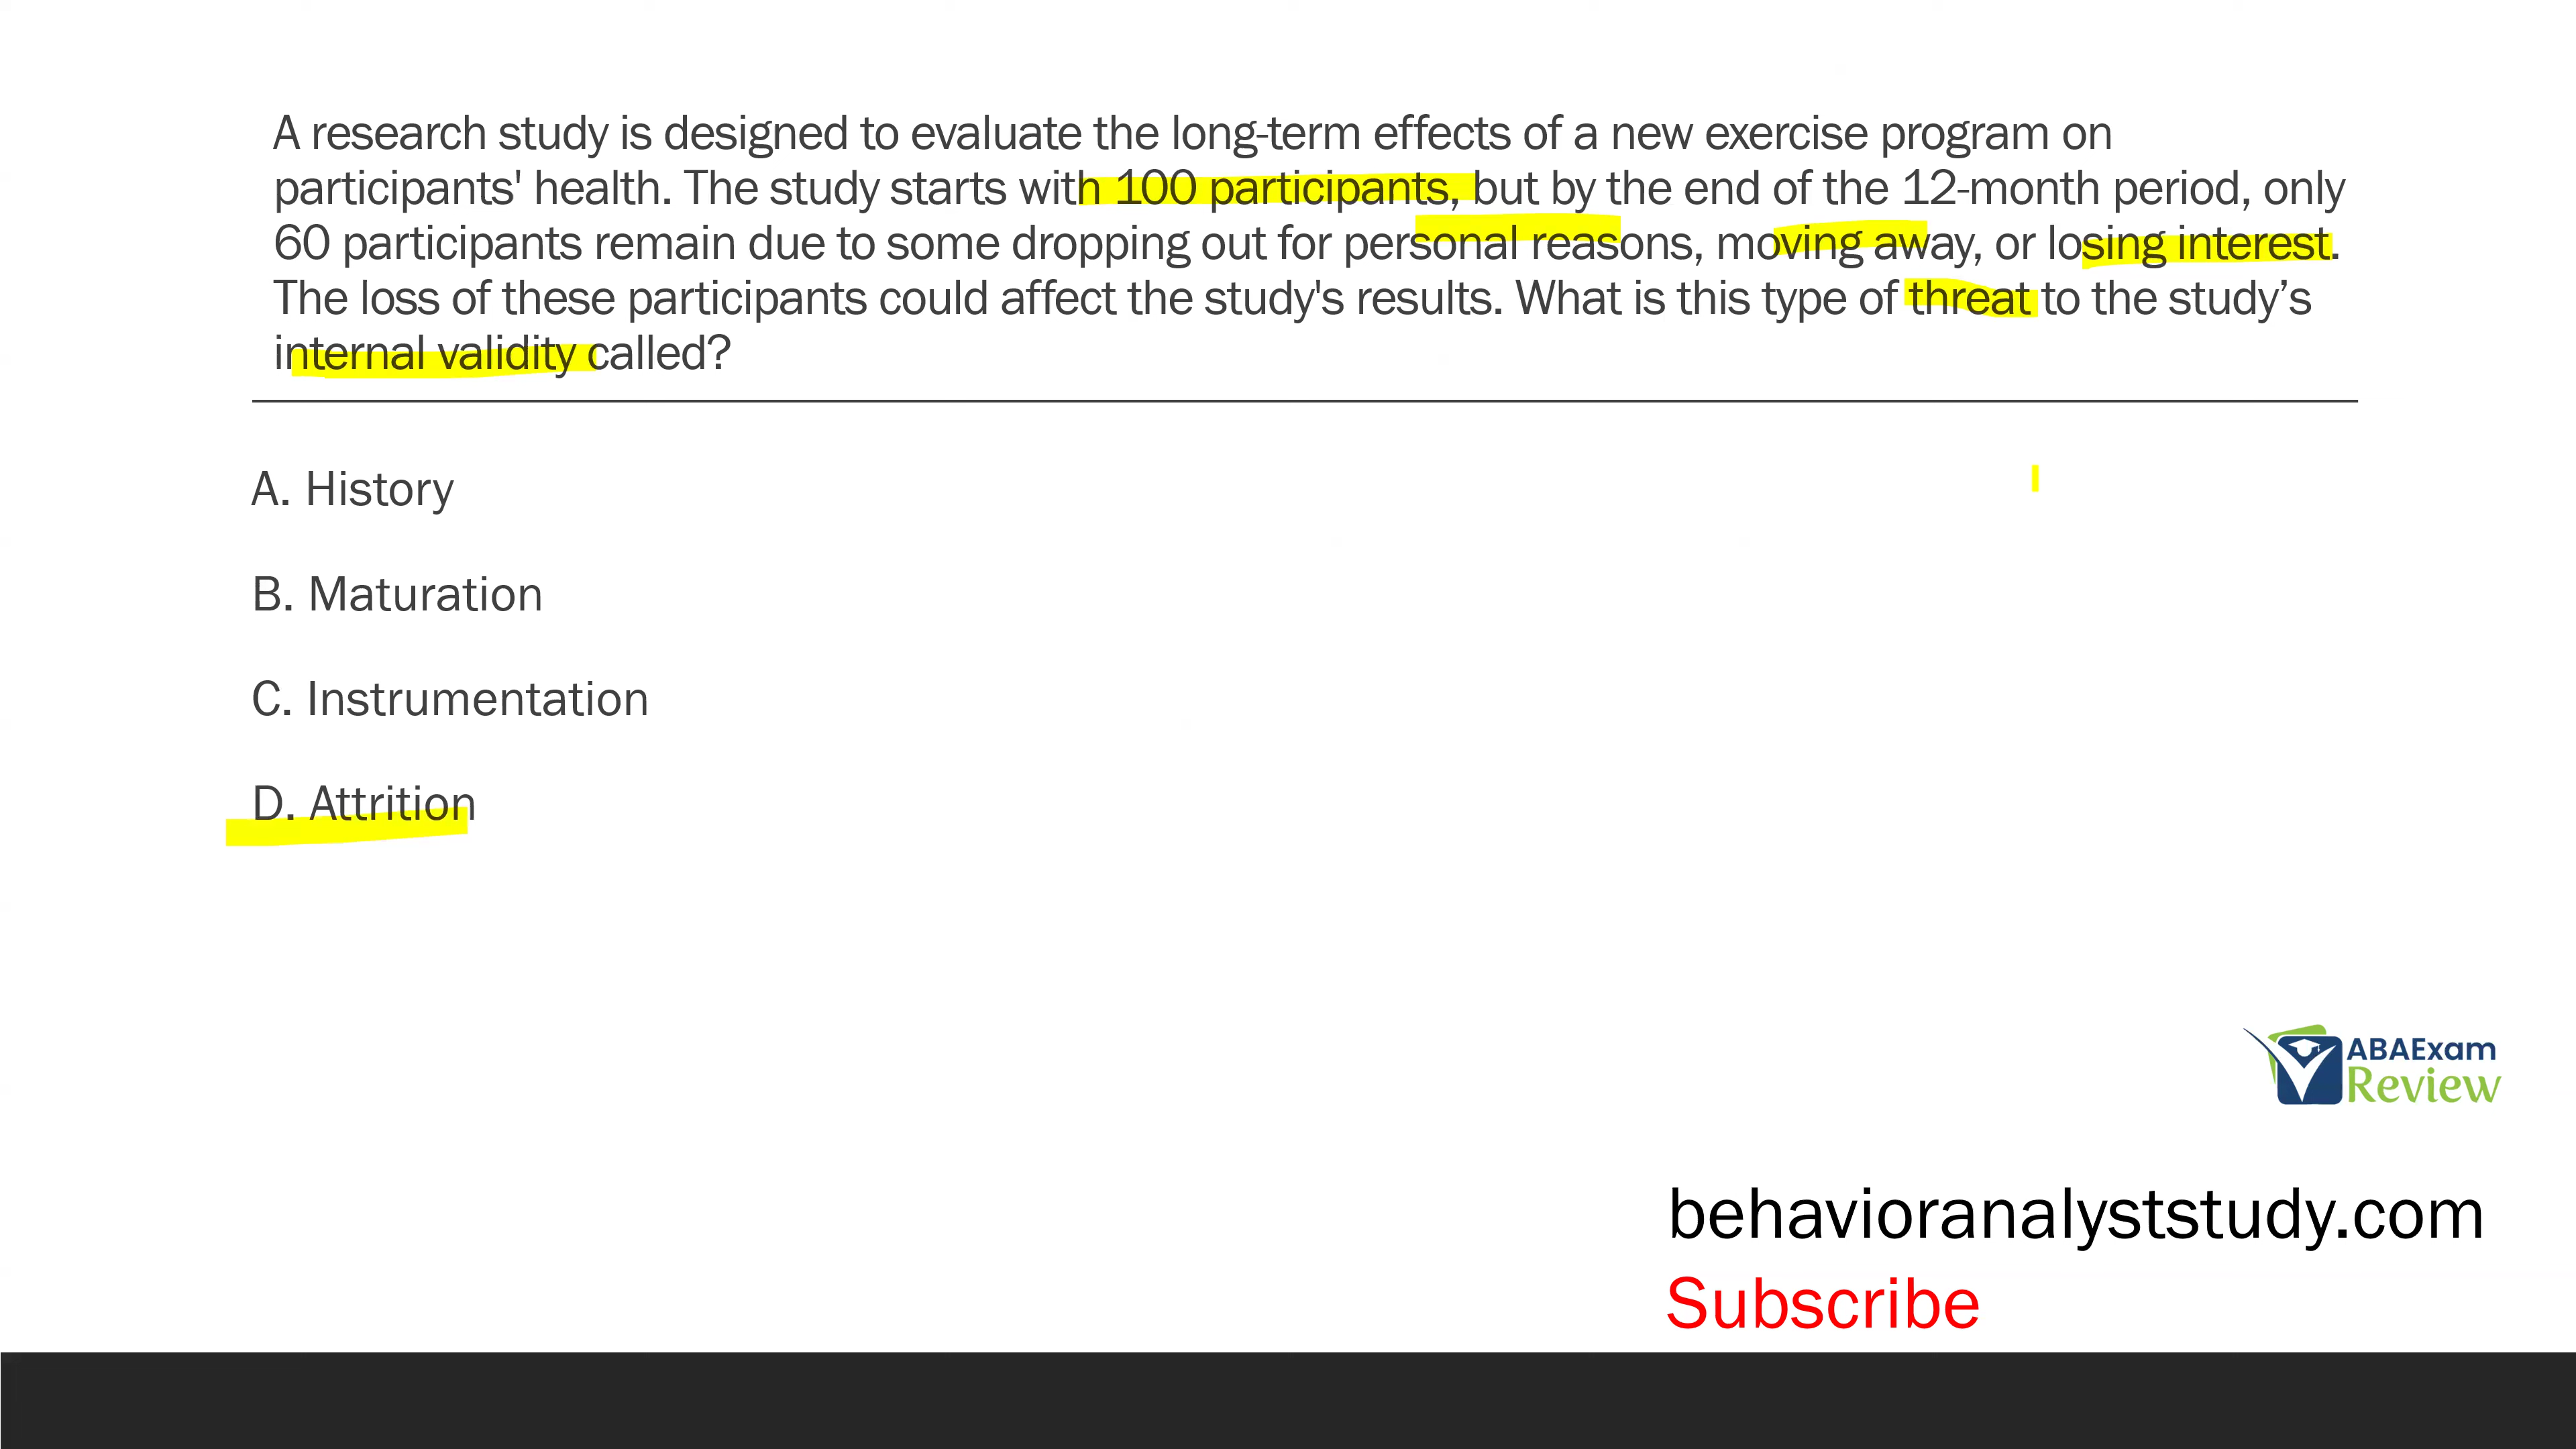 A research study is designed to evaluate the long-term effects of a new exercise program on
participants' health. The study starts with 100 participants, but by the end of the 12-month period, only
60 participants remain due to some dropping out for personal reasons, moving away, or losing interest.
The loss of these participants could affect the study's results. What is this type of threat to the study’s
internal validity called?
A. History
B. Maturation
C. Instrumentation
D. Attrition
ABAExam
Review
behavioranalyststudy.com
Subscribe